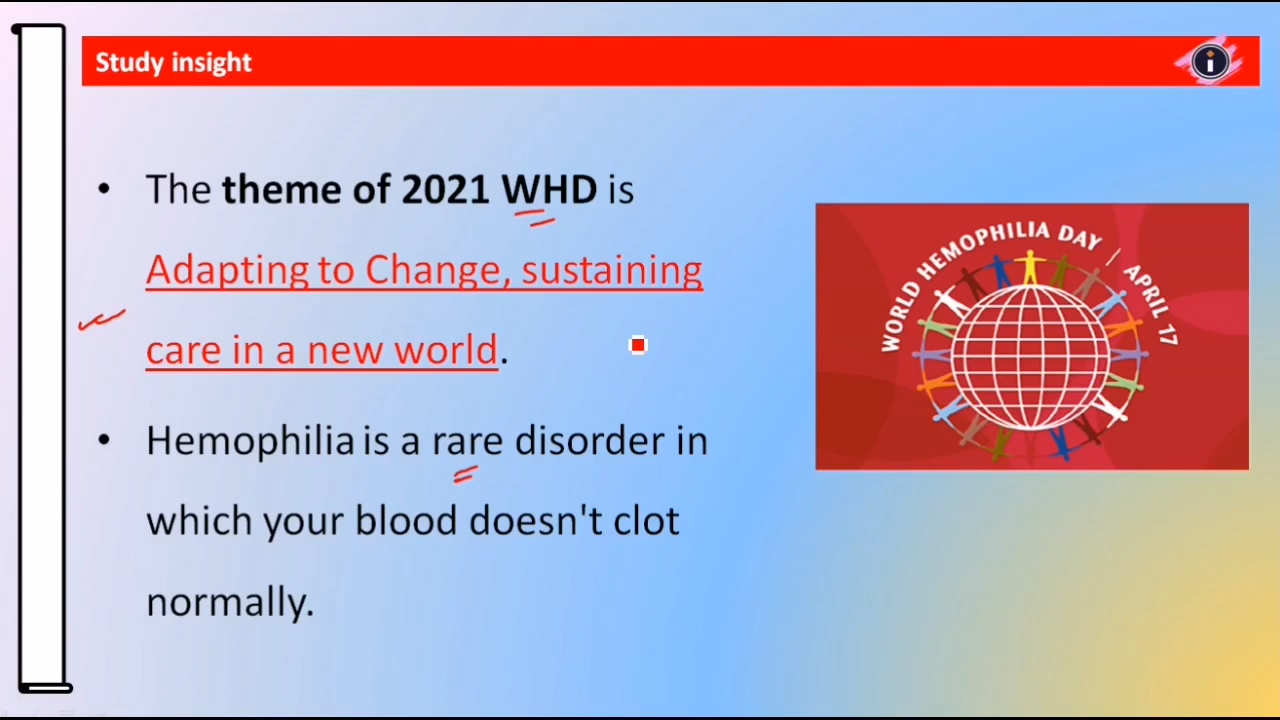 Study insight
• The theme of 2021 WHD is
Adapting to Change, sustaining
care in a new world.
• Hemophilia is a rare disorder in
which your blood doesn't clot
normally.
WORLD HEMOPHILIA DAY | APRIL 17
i